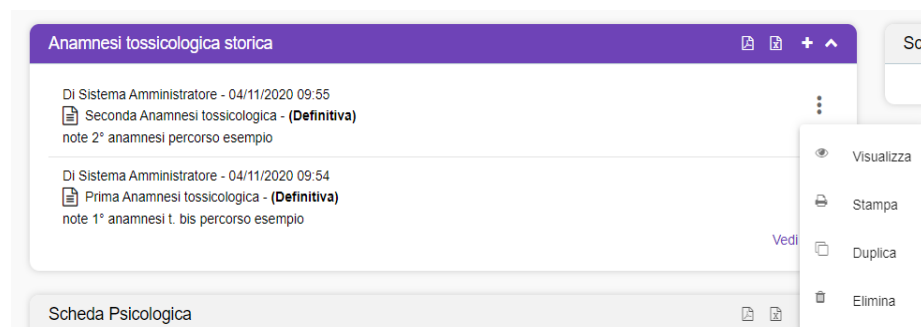 Anamnesi tossicologica storica
Di Sistema Amministratore - 04/11/2020 09:55
Seconda Anamnesi tossicologica - (Definitiva)
note 2° anamnesi percorso esempio
Di Sistema Amministratore - 04/11/2020 09:54
Prima Anamnesi tossicologica - (Definitiva)
note 1° anamnesi t. bis percorso esempio
Vedi
Visualizza
Stampa
Duplica
Elimina
Scheda Psicologica